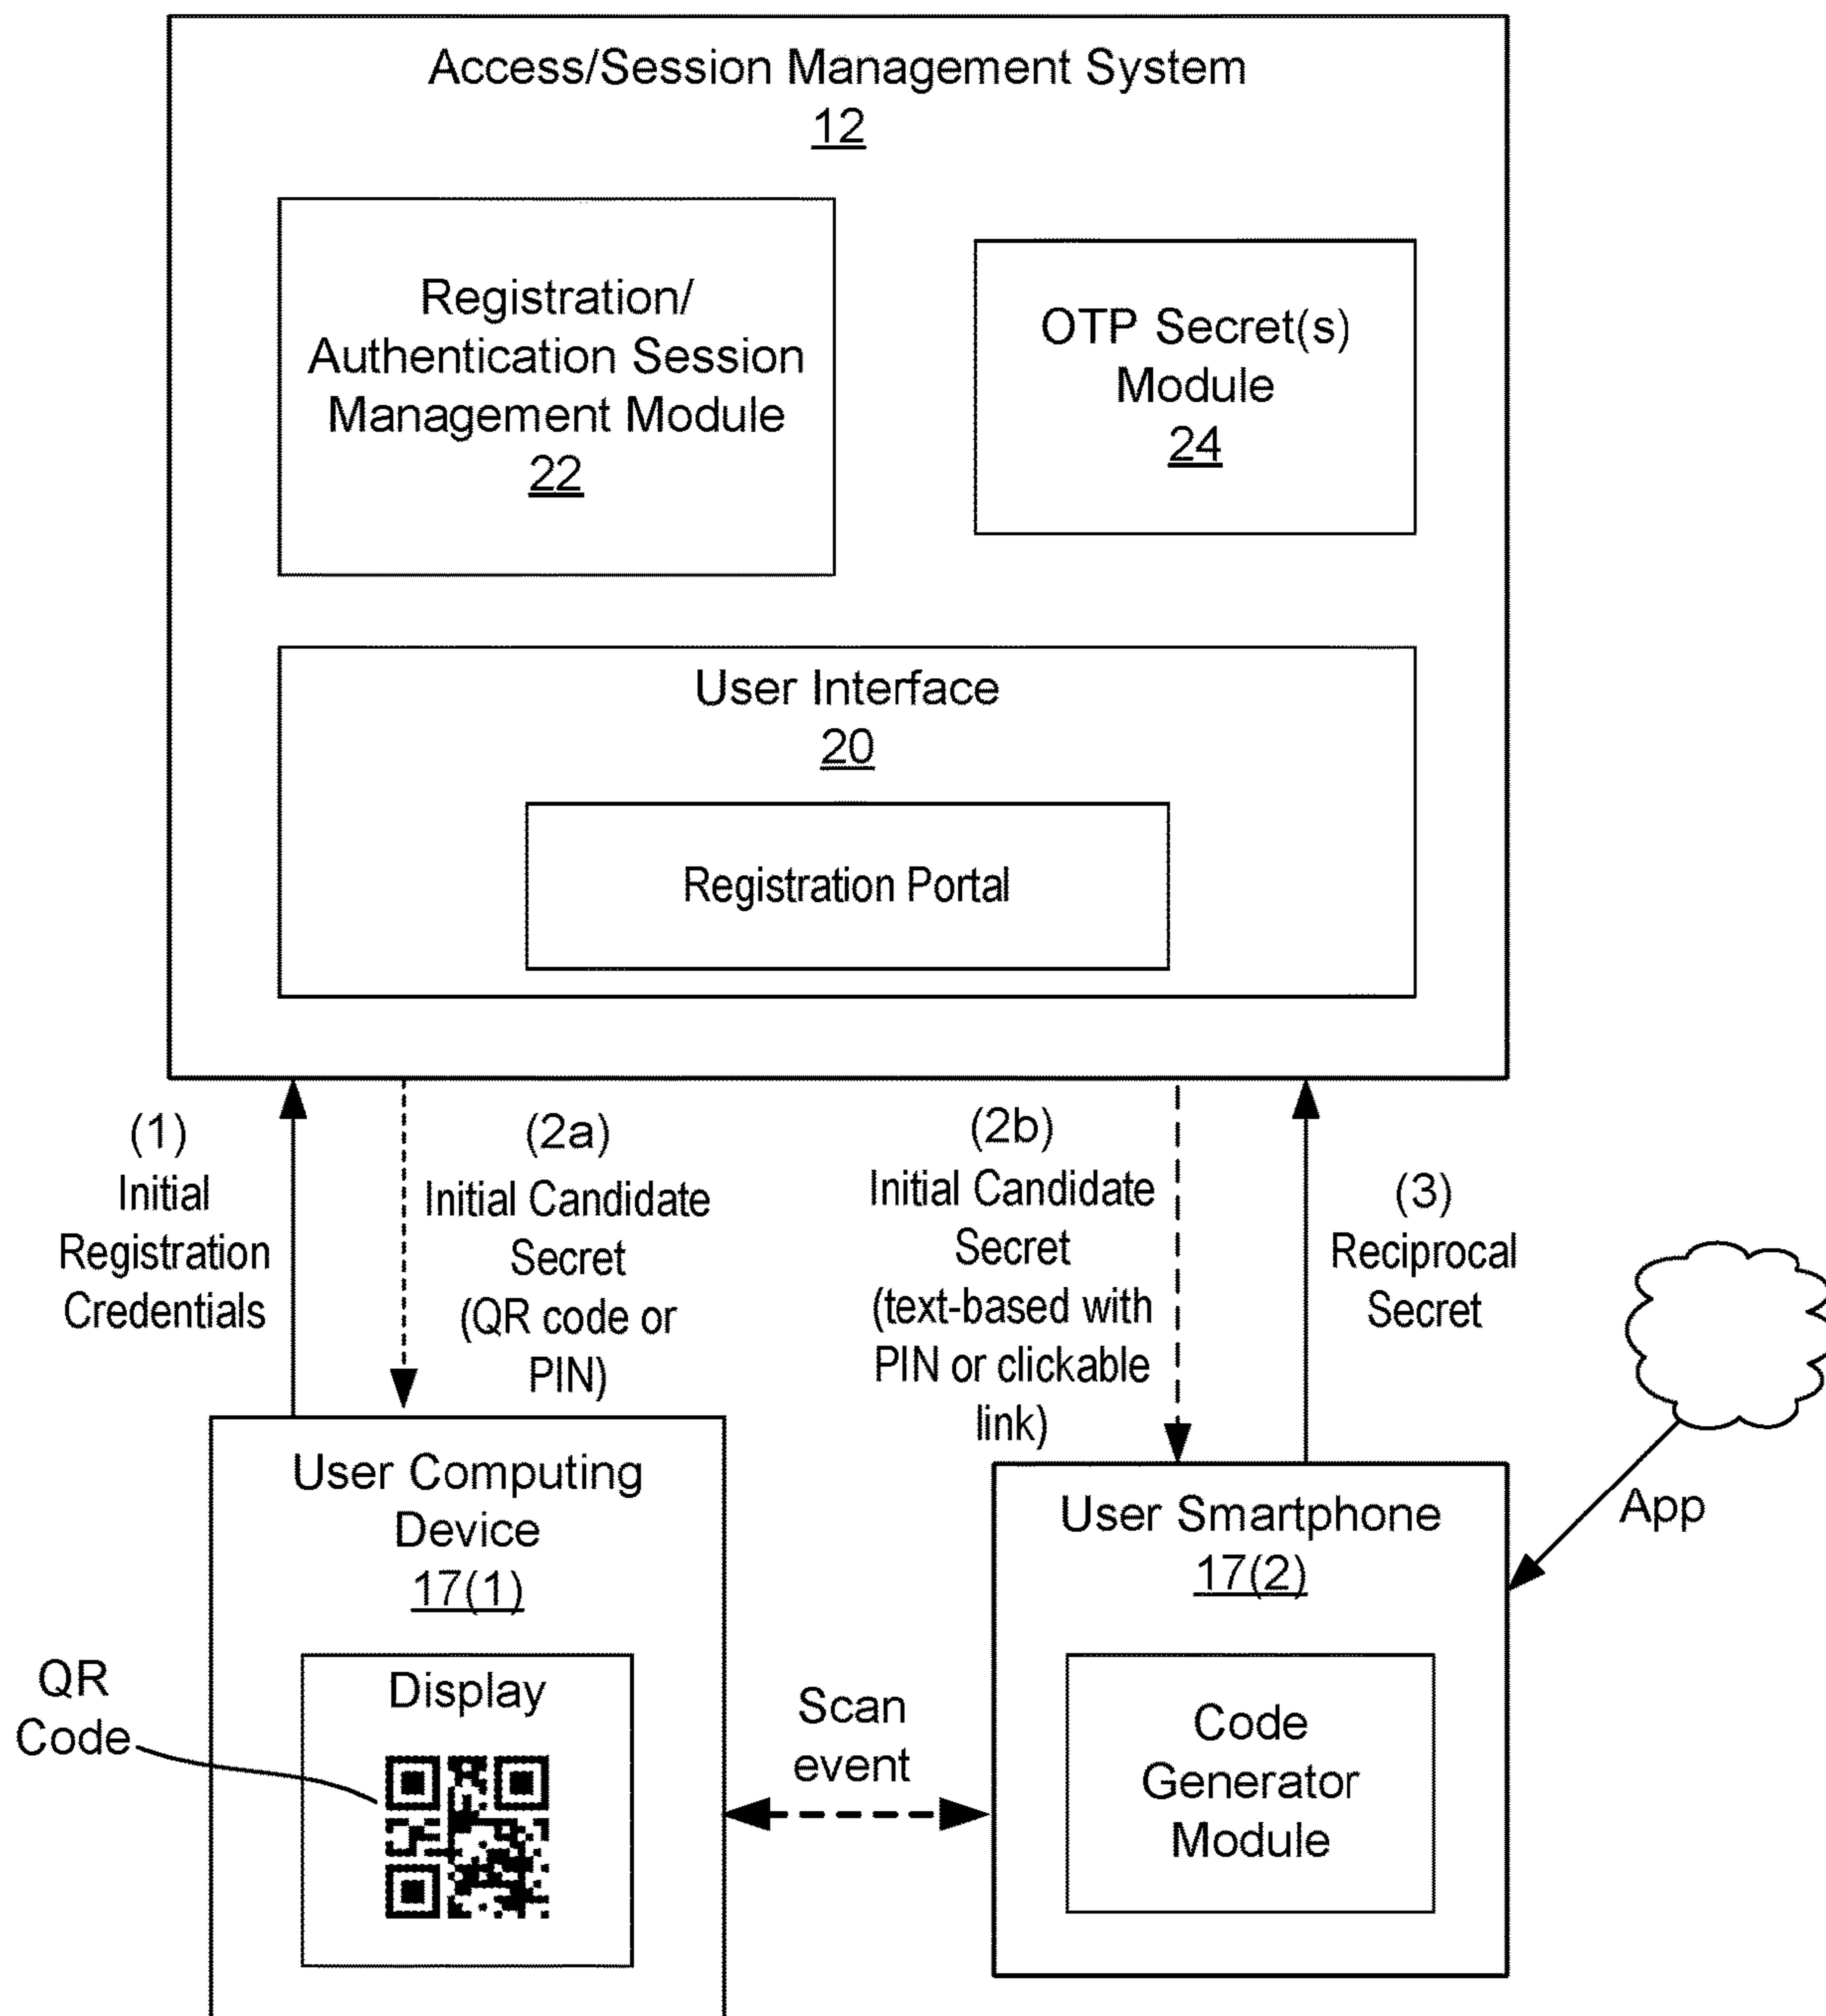 Access/Session Management System
12
Registration/
Authentication Session
Management Module
22
OTP Secret(s)
Module
24
User Interface
20
Registration Portal
(1)
Initial
Registration
Credentials
(2a)
Initial Candidate
Secret
(QR code or
PIN)
(2b)
Initial Candidate
Secret
(text-based with
PIN or clickable
link)
(3)
Reciprocal
Secret
App
User Computing
Device
17(1)
Display
QR
Code
Scan
event
User Smartphone
17(2)
Code
Generator
Module